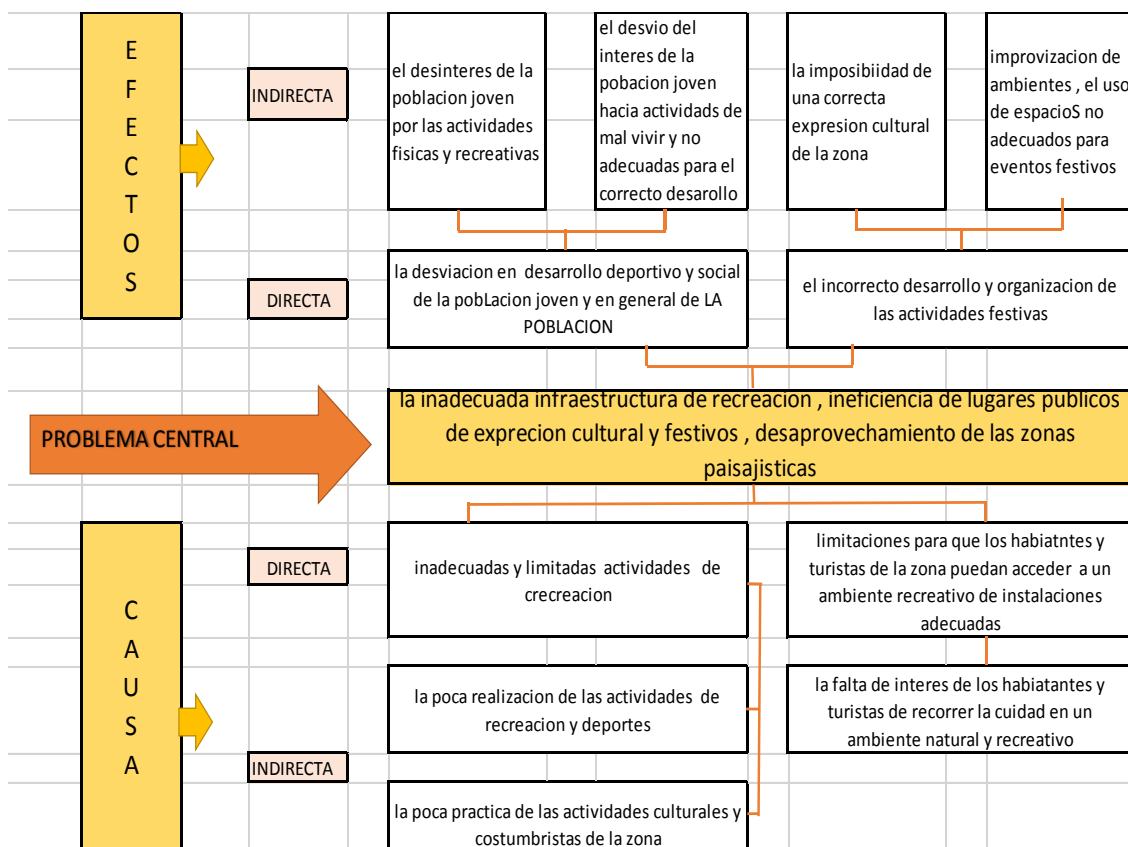 E
F
E
C
T
O
S
INDIRECTA
el desinteres de la
poblacion joven
por las actividades
fisicas y recreativas
el desvio del
interes de la
pobacion joven
hacia actividads de
mal vivir y no
adecuadas para el
correcto desarollo
la imposibiidad de
una correcta
expresion cultural
de la zona
improvizacion de
ambientes , el uso
de espacioS no
adecuados para
eventos festivos
DIRECTA
la desviacion en desarrollo deportivo y social
de la pobLacion joven y en general de LA
POBLACION
el incorrecto desarrollo y organizacion de
las actividades festivas
PROBLEMA CENTRAL
la inadecuada infraestructura de recreacion , ineficiencia de lugares publicos
de exprecion cultural y festivos , desaprovechamiento de las zonas
paisajisticas
C
A
U
S
A
DIRECTA
inadecuadas y limitadas actividades de
crecreacion
limitaciones para que los habiatntes y
turistas de la zona puedan acceder a un
ambiente recreativo de instalaciones
adecuadas
la poca realizacion de las actividades de
recreacion y deportes
la falta de interes de los habiatantes y
turistas de recorrer la cuidad en un
ambiente natural y recreativo
INDIRECTA
la poca practica de las actividades culturales y
costumbristas de la zona